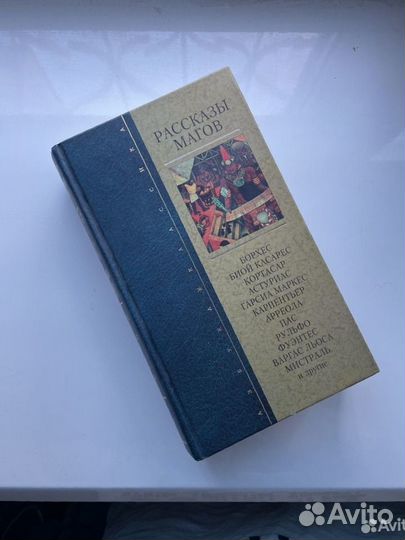 РАССКАЗЫ
МАГОВ
БОРХЕС
БИОЙ КАСАРЕС
КОРТАСАР
АСТУРИАС
ГАРСИА МАРКЕС
КАРПЕНТЬЕР
АРРЕОЛА
ПАС
РУЛЬФО
ФУЭНТЕС
ВАРГАС ЛЬОСА
МИСТРАЛЬ
и другие
Avito
Avito